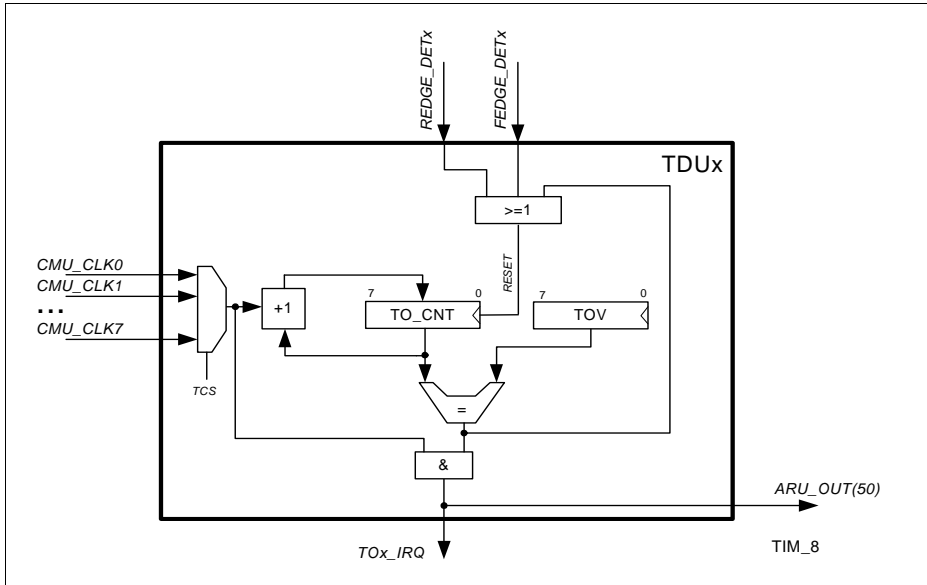 REDGE_DETx
FEDGE_DETx
TDUx
>=1
CMU_CLK0
CMU_CLK1
...
CMU_CLK7
TCS
+1
7 0
TO_CNT
RESET
7 0
TOV
=
&
ARU_OUT(50)
TOx_IRQ
TIM_8